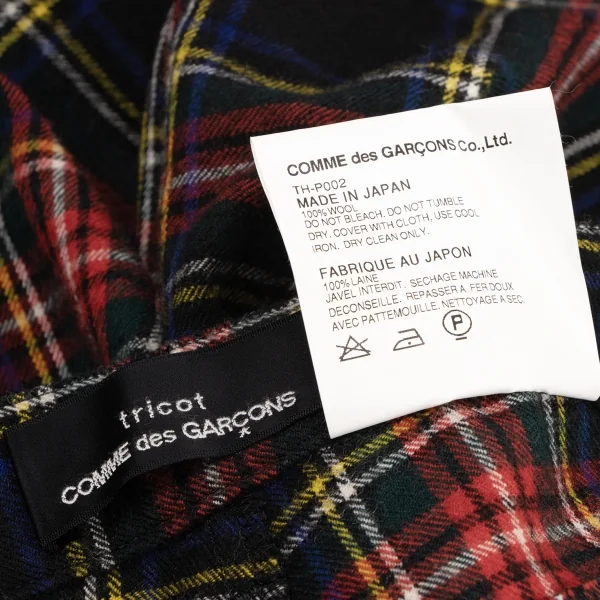 COMME des GARÇONS Co., Ltd.
TH-P002
MADE IN JAPAN
100% WOOL
DO NOT BLEACH. DO NOT TUMBLE
DRY. COVER WITH CLOTH, USE COOL
IRON. DRY CLEAN ONLY.
FABRIQUE AU JAPON
100% LAINE
JAVEL INTERDIT. SECHAGE MACHINE
DECONSEILLE. REPASSER A FER DOUX
AVEC PATTEMOUILLE. NETTOYAGE A SEC.
P
tricot
COMME des GARÇONS